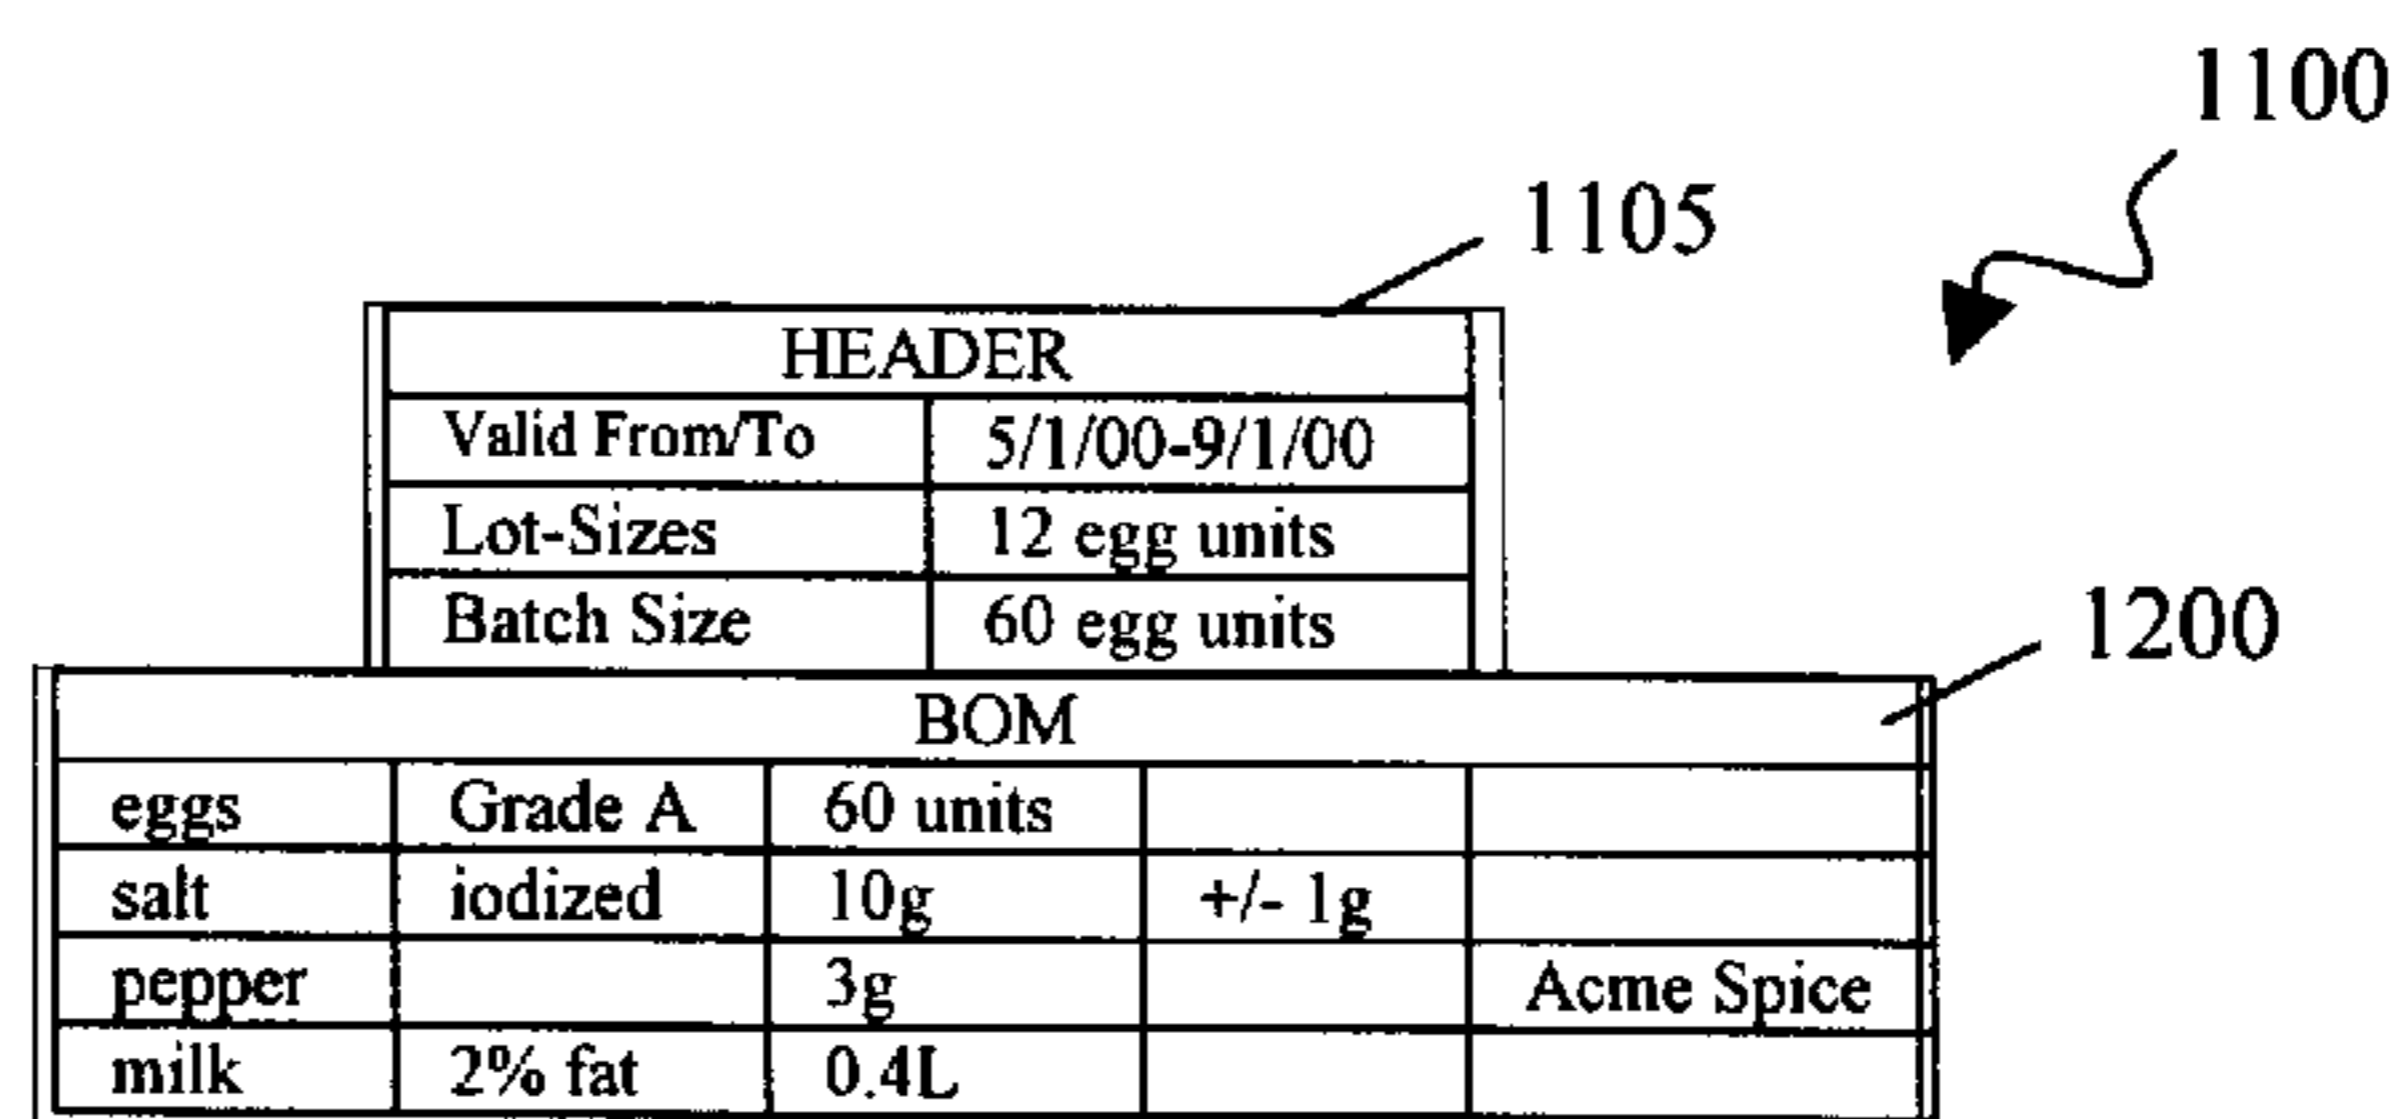 1100
1105
HEADER
Valid From/To 5/1/00-9/1/00
Lot-Sizes 12 egg units
Batch Size 60 egg units
1200
BOM
eggs Grade A 60 units
salt iodized 10g +/- 1g
pepper 3g Acme Spice
milk 2% fat 0.4L